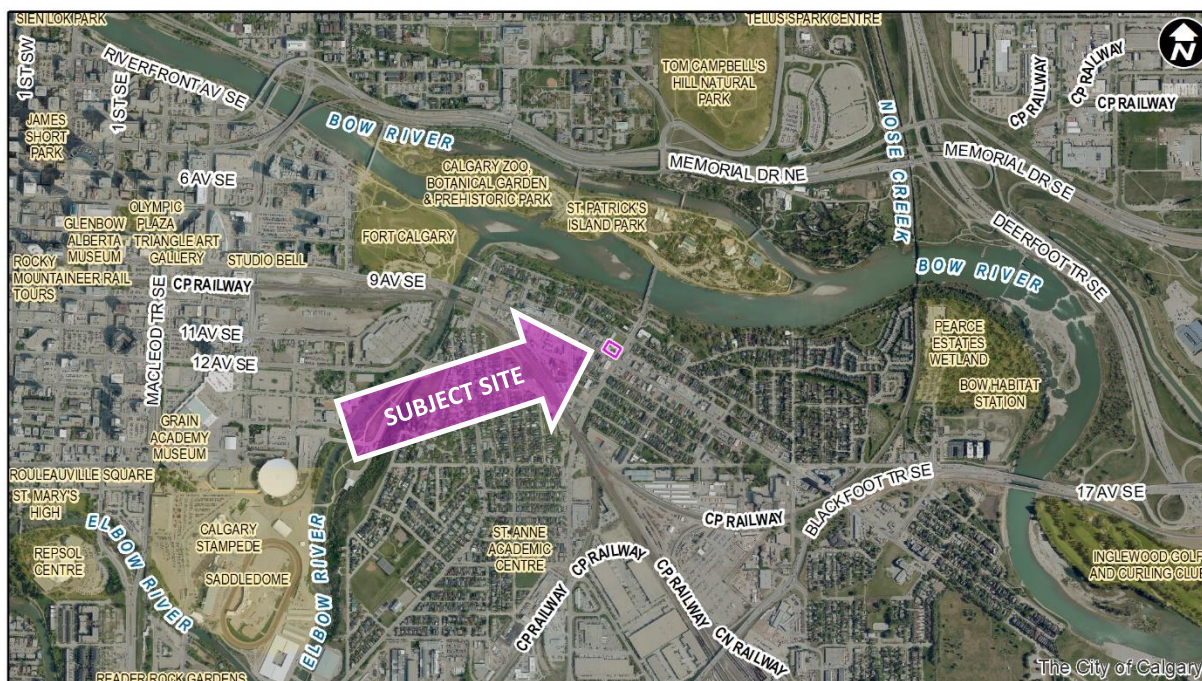 SIEN LOK PARK
TELUS SPARK CENTRE
N
1 ST SW
1 ST SE
RIVERFRONT AV SE
JAMES
SHORT
PARK
TOM CAMPBELL'S
HILL NATURAL
PARK
CP RAILWAY
CP RAILWAY
CP RAILWAY
NOSE CREEK
BOW RIVER
MEMORIAL DR NE
MEMORIAL DR SE
6 AV SE
CALGARY ZOO,
BOTANICAL GARDEN
& PREHISTORIC PARK
ST. PATRICK'S
ISLAND PARK
OLYMPIC
PLAZA
GLENBOW
ALBERTA
MUSEUM
TRIANGLE ART
GALLERY
FORT CALGARY
STUDIO BELL
ROCKY
MOUNTAINEER RAIL
TOURS
CP RAILWAY
9 AV SE
BOW RIVER
DEERFOOT TR SE
MACLEOD TR SE
11 AV SE
12 AV SE
SUBJECT SITE
PEARCE
ESTATES
WETLAND
BOW HABITAT
STATION
GRAIN
ACADEMY
MUSEUM
ROULEAUVILLE SQUARE
ST. MARY'S
HIGH
ELBOW RIVER
REPSOL
CENTRE
CALGARY
STAMPEDE
SADDLEDOME
ELBOW RIVER
ST. ANNE
ACADEMIC
CENTRE
CP RAILWAY
BLACKFOOT TR SE
17 AV SE
CP RAILWAY
CP RAILWAY
CP RAILWAY
CN RAILWAY
INGLEWOOD GOLF
AND CURLING CLUB
READER ROCK GARDENS
The City of Calgary